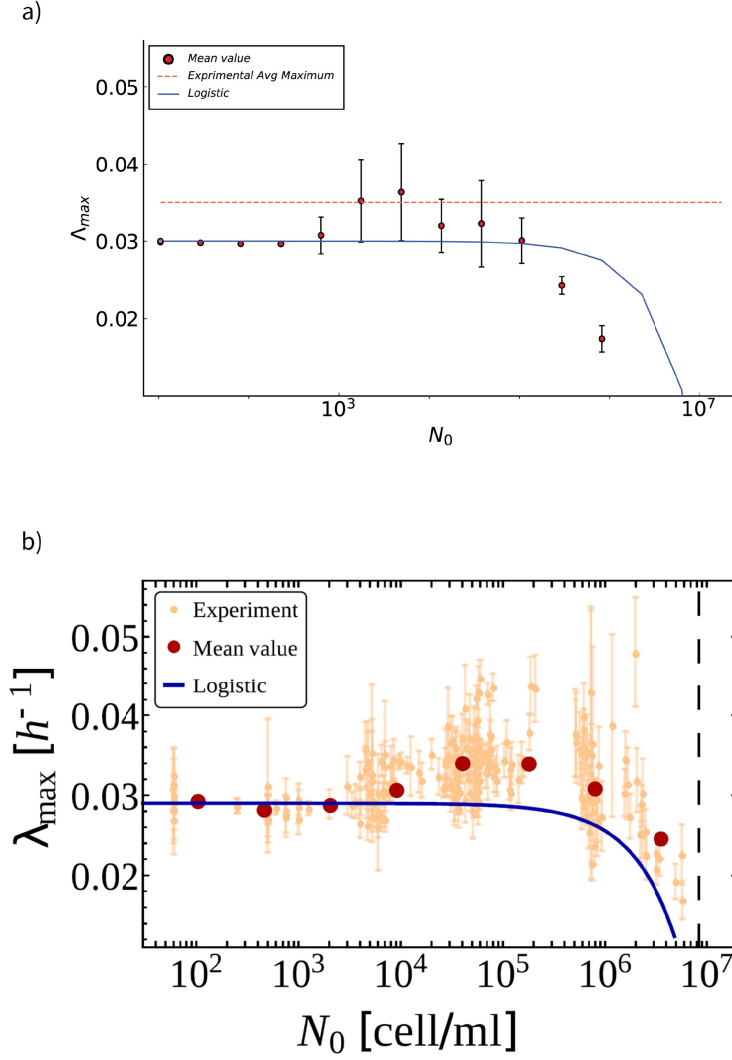 a)
Mean value
Exprimental Avg Maximum
Logistic
0.05
0.04
0.03
0.02
Λmax
10³
10⁷
N₀
b)
Experiment
Mean value
Logistic
0.05
0.04
0.03
0.02
λmax [h⁻¹]
10² 10³ 10⁴ 10⁵ 10⁶ 10⁷
N₀ [cell/ml]